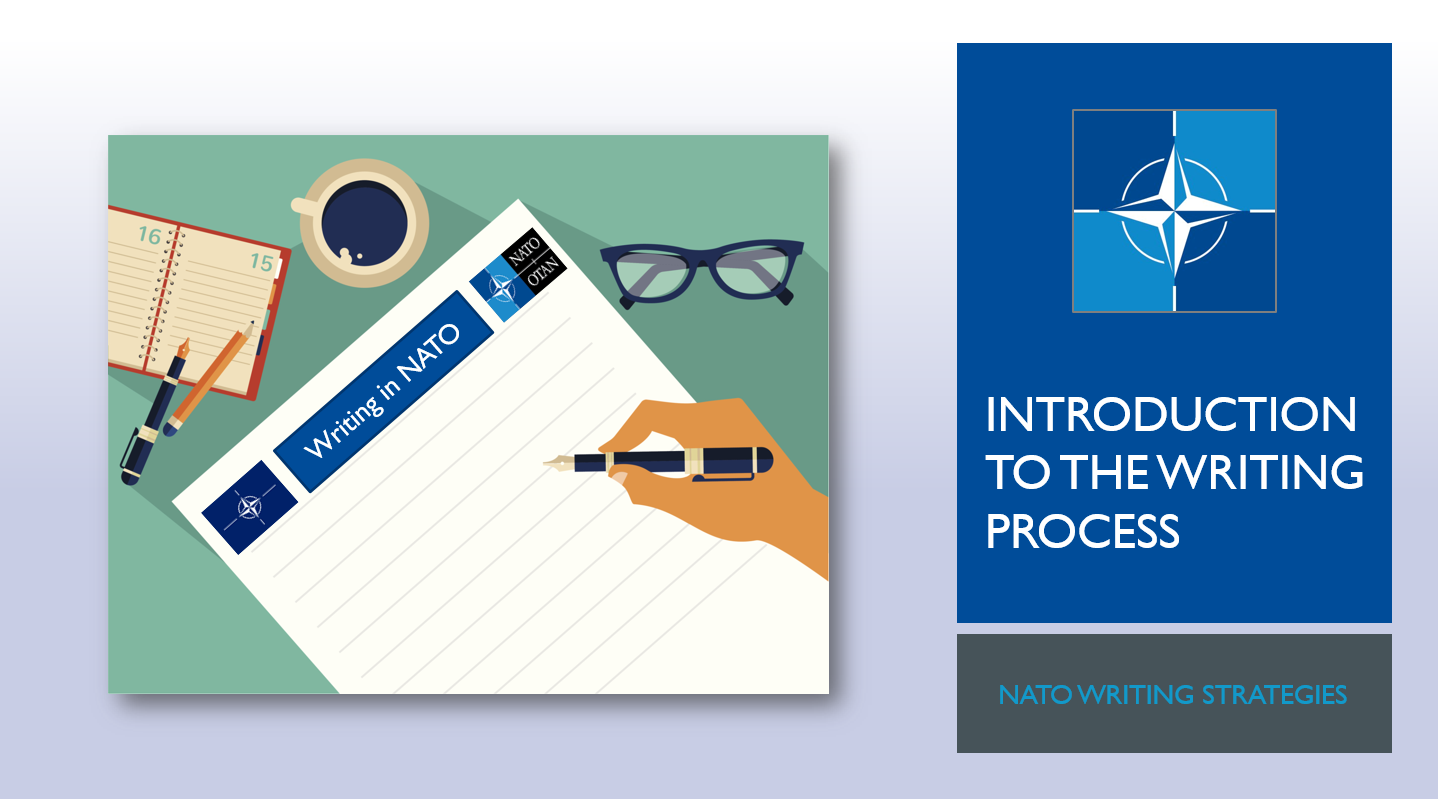 16
15
NATO
OTAN
Writing in NATO
INTRODUCTION
TO THE WRITING
PROCESS
NATO WRITING STRATEGIES